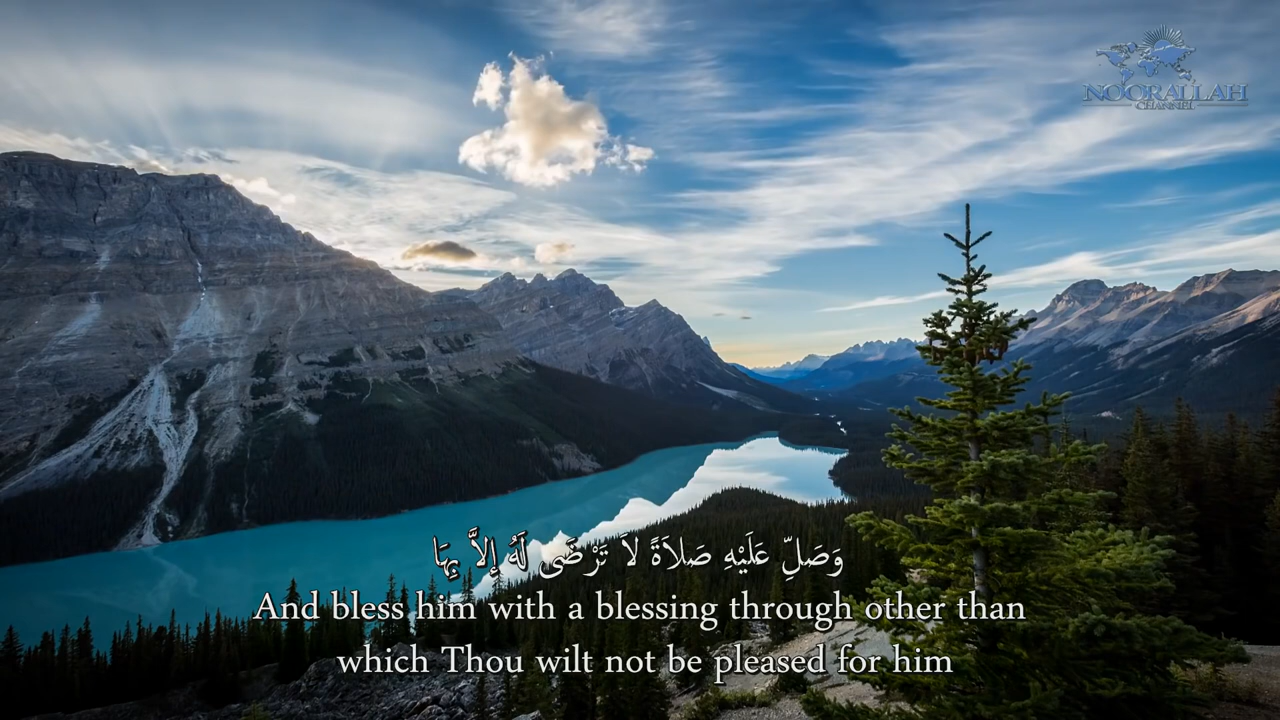 NOORALLAH
CHANNEL
وَصَلِّ عَلَيْهِ صَلاَةً لاَ تَرْضَى لَهُ إِلاَّ بِهَا
And bless him with a blessing through other than
which Thou wilt not be pleased for him